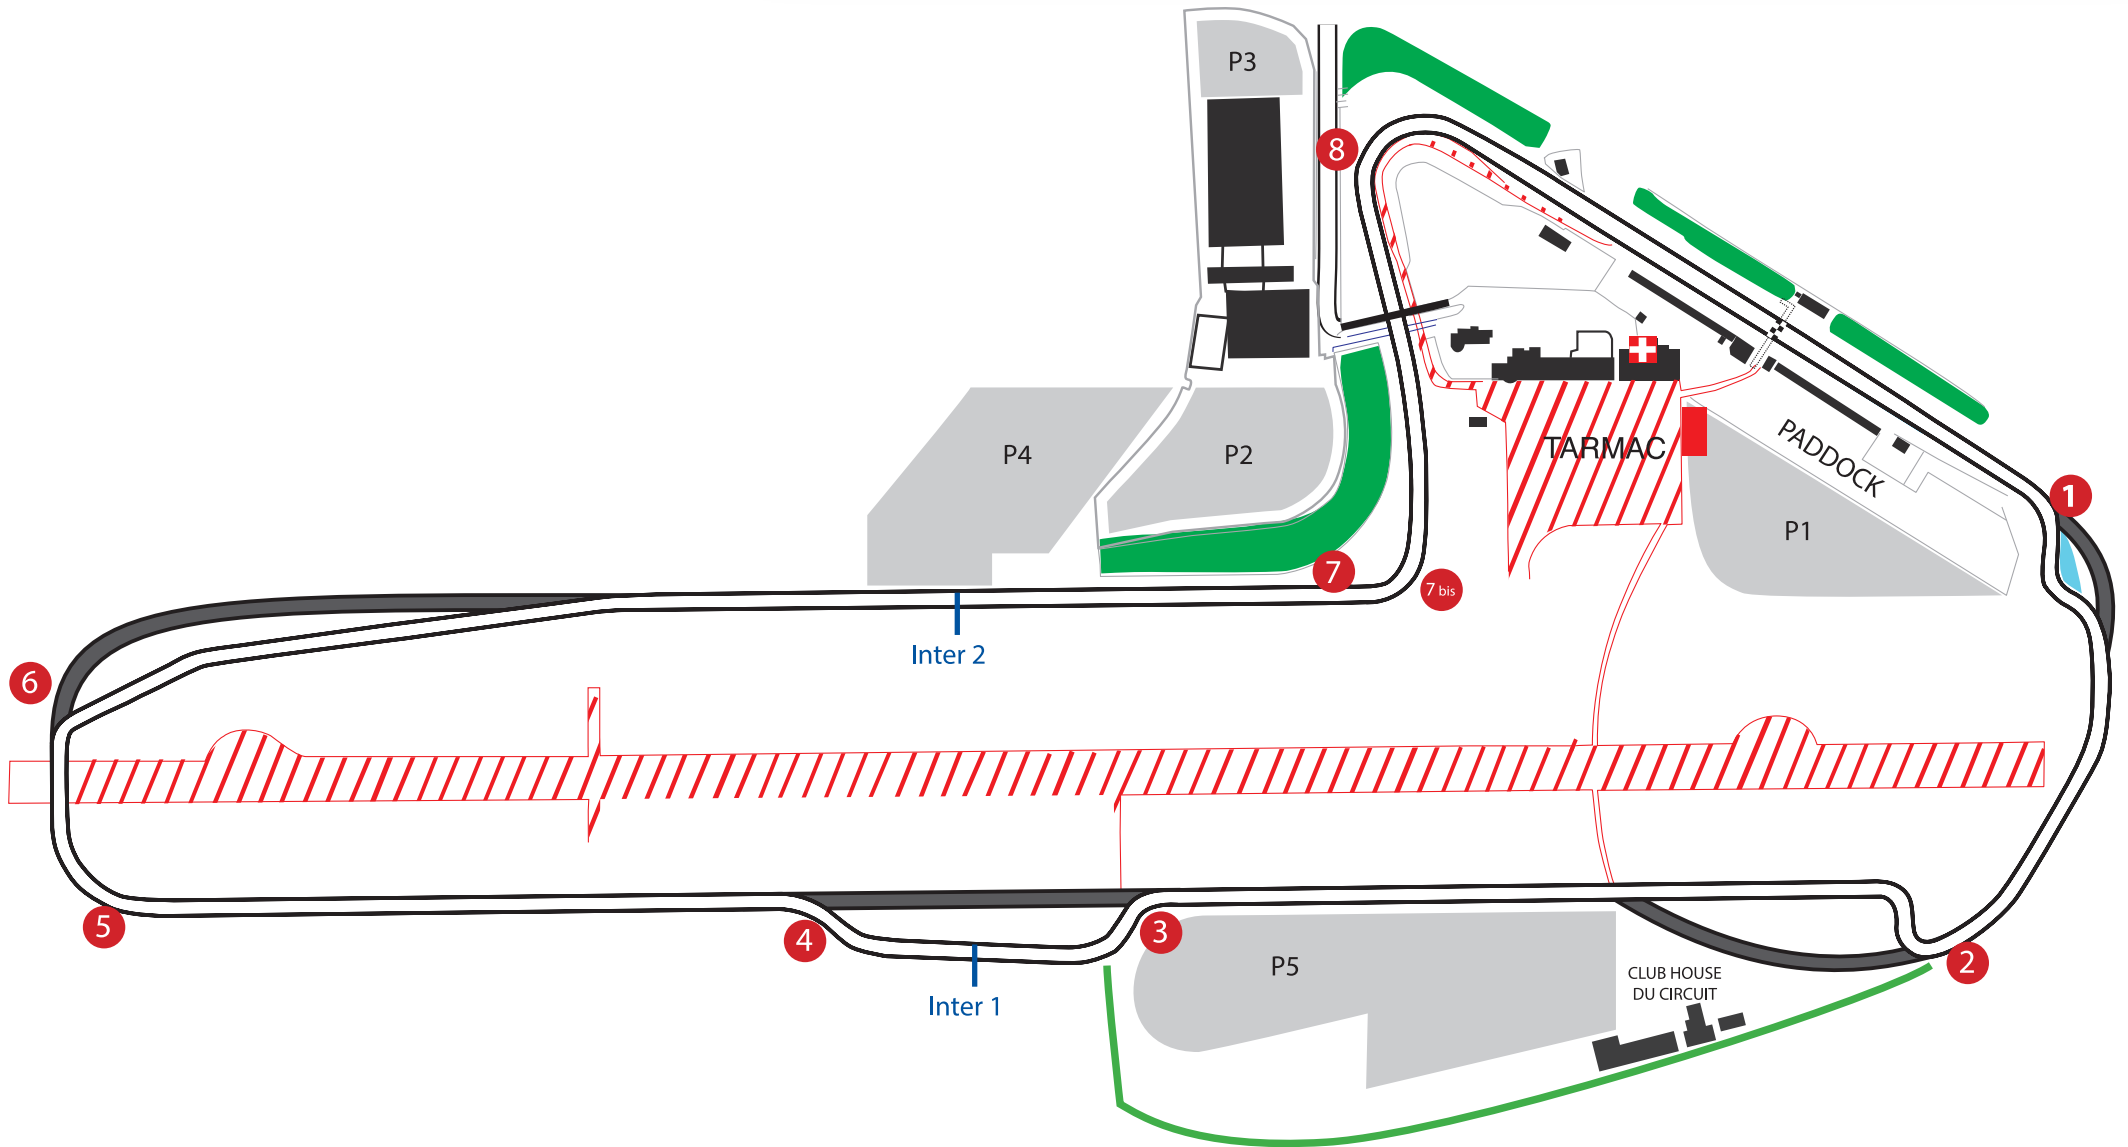 P3
8
P4
P2
TARMAC
PADDOCK
1
P1
7
7 bis
Inter 2
6
5
4
3
P5
2
CLUB HOUSE
DU CIRCUIT
Inter 1